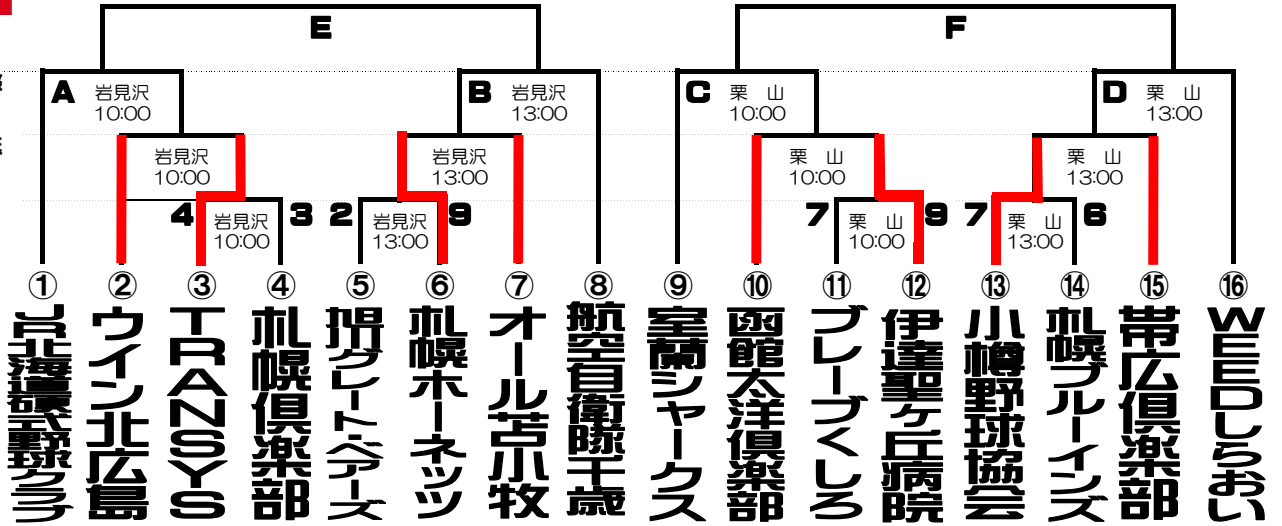 E
F
A 岩見沢 10:00
B 岩見沢 13:00
C 栗 山 10:00
D 栗 山 13:00
岩見沢 10:00
岩見沢 13:00
栗 山 10:00
栗 山 13:00
4 岩見沢 10:00 3
2 岩見沢 13:00 9
7 栗 山 10:00 9
7 栗 山 13:00 6
① JR北海道硬式野球クラブ
② ウイン北広島
③ TRANSYS
④ 札幌倶楽部
⑤ 旭川グレート・ベアーズ
⑥ 札幌ホーネッツ
⑦ オール苫小牧
⑧ 航空自衛隊千歳
⑨ 室蘭シャークス
⑩ 函館太洋倶楽部
⑪ ブレーブくしろ
⑫ 伊達聖ヶ丘病院
⑬ 小樽野球協会
⑭ 札幌ブルーインズ
⑮ 帯広倶楽部
⑯ WEEDしらおい